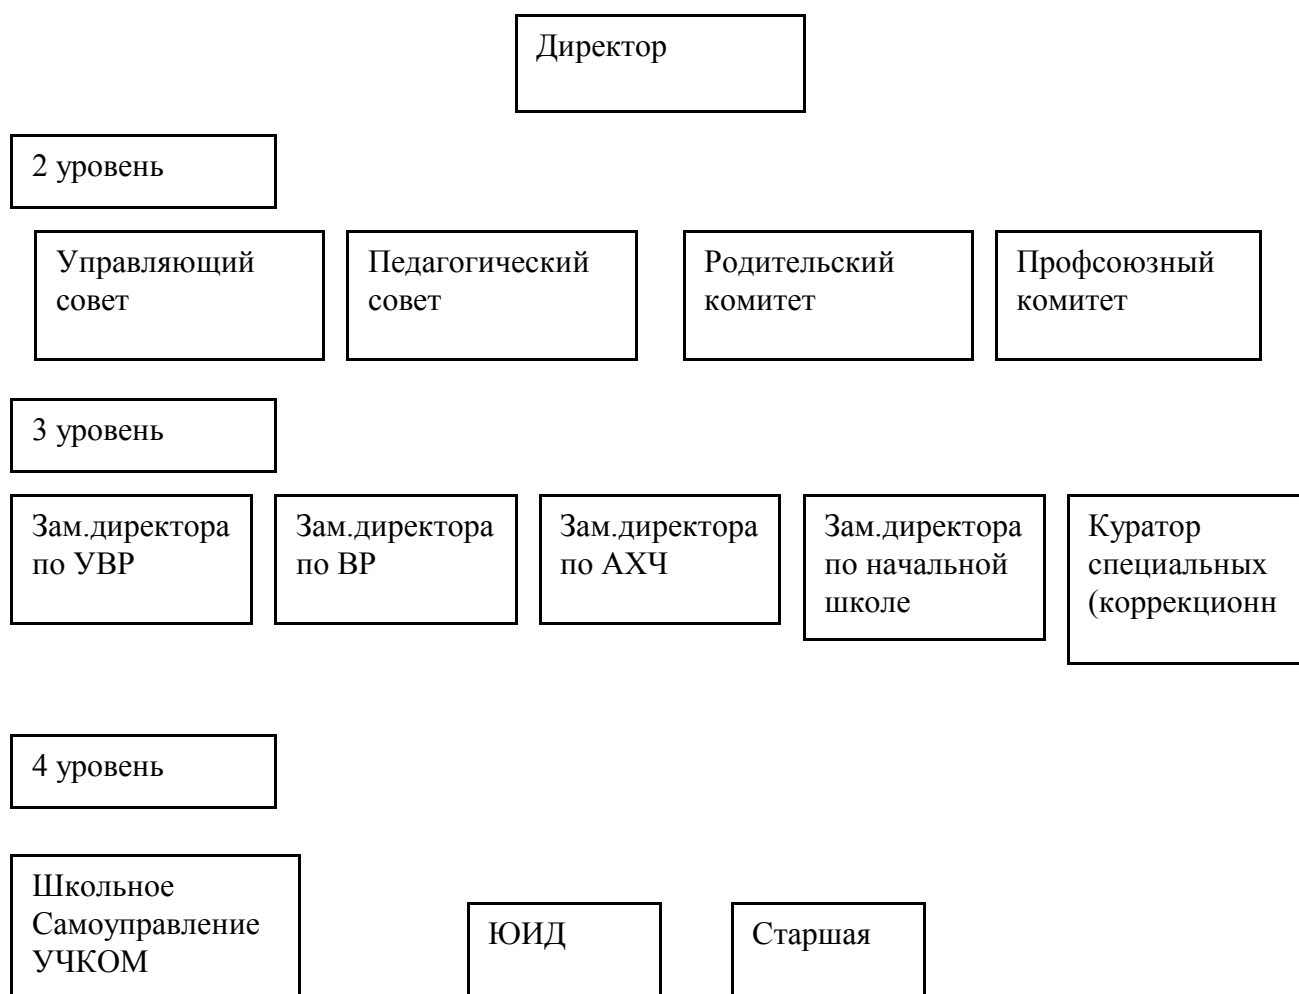 Директор
2 уровень
Управляющий
совет
Педагогический
совет
Родительский
комитет
Профсоюзный
комитет
3 уровень
Зам.директора
по УВР
Зам.директора
по ВР
Зам.директора
по АХЧ
Зам.директора
по начальной
школе
Куратор
специальных
(коррекционн
4 уровень
Школьное
Самоуправление
УЧКОМ
ЮИД
Старшая